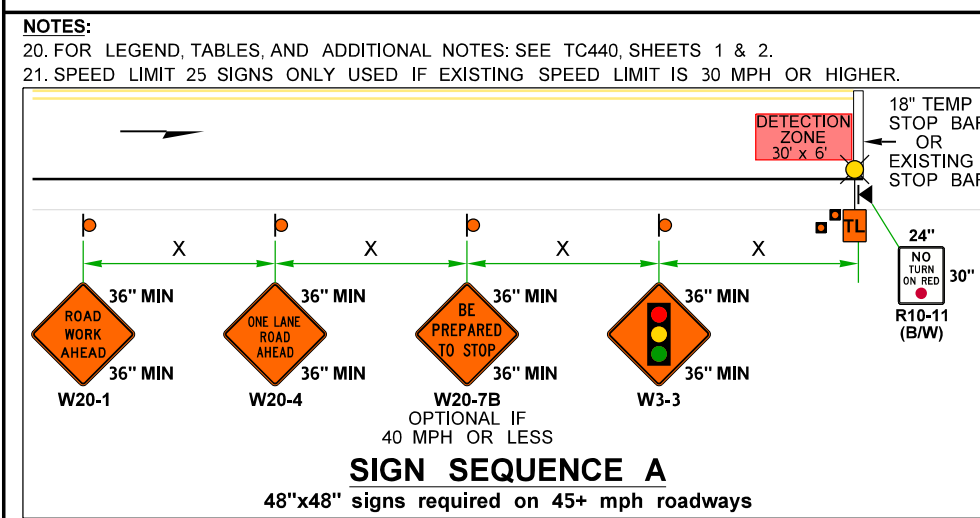 NOTES:
20. FOR LEGEND, TABLES, AND ADDITIONAL NOTES: SEE TC440, SHEETS 1 & 2.
21. SPEED LIMIT 25 SIGNS ONLY USED IF EXISTING SPEED LIMIT IS 30 MPH OR HIGHER.
DETECTION
ZONE
30' x 6'
18" TEMP
STOP BAR
OR
EXISTING
STOP BAR
TL
X
X
X
X
24"
NO
TURN
ON RED
30"
R10-11
(B/W)
ROAD
WORK
AHEAD
36" MIN
36" MIN
W20-1
ONE LANE
ROAD
AHEAD
36" MIN
36" MIN
W20-4
BE
PREPARED
TO STOP
36" MIN
36" MIN
W20-7B
OPTIONAL IF
40 MPH OR LESS
36" MIN
36" MIN
W3-3
SIGN SEQUENCE A
48"x48" signs required on 45+ mph roadways